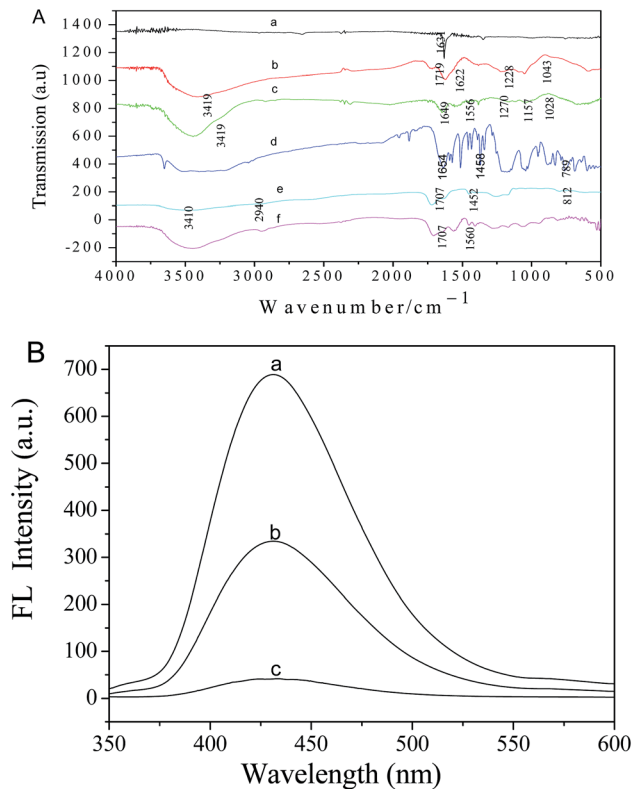 A
1400
1200
1000
800
600
400
200
0
-200
Transmission (a.u)
a
b
c
d
e
f
1631
1719
1622
1228
1043
3419
1649
1556
1270
1157
1028
3419
1654
1458
789
3410
2940
1707
1452
812
1707
1560
4000 3500 3000 2500 2000 1500 1000 500
Wavenumber/cm−1
B
700
600
500
400
300
200
100
0
FL Intensity (a.u.)
a
b
c
350 400 450 500 550 600
Wavelength (nm)